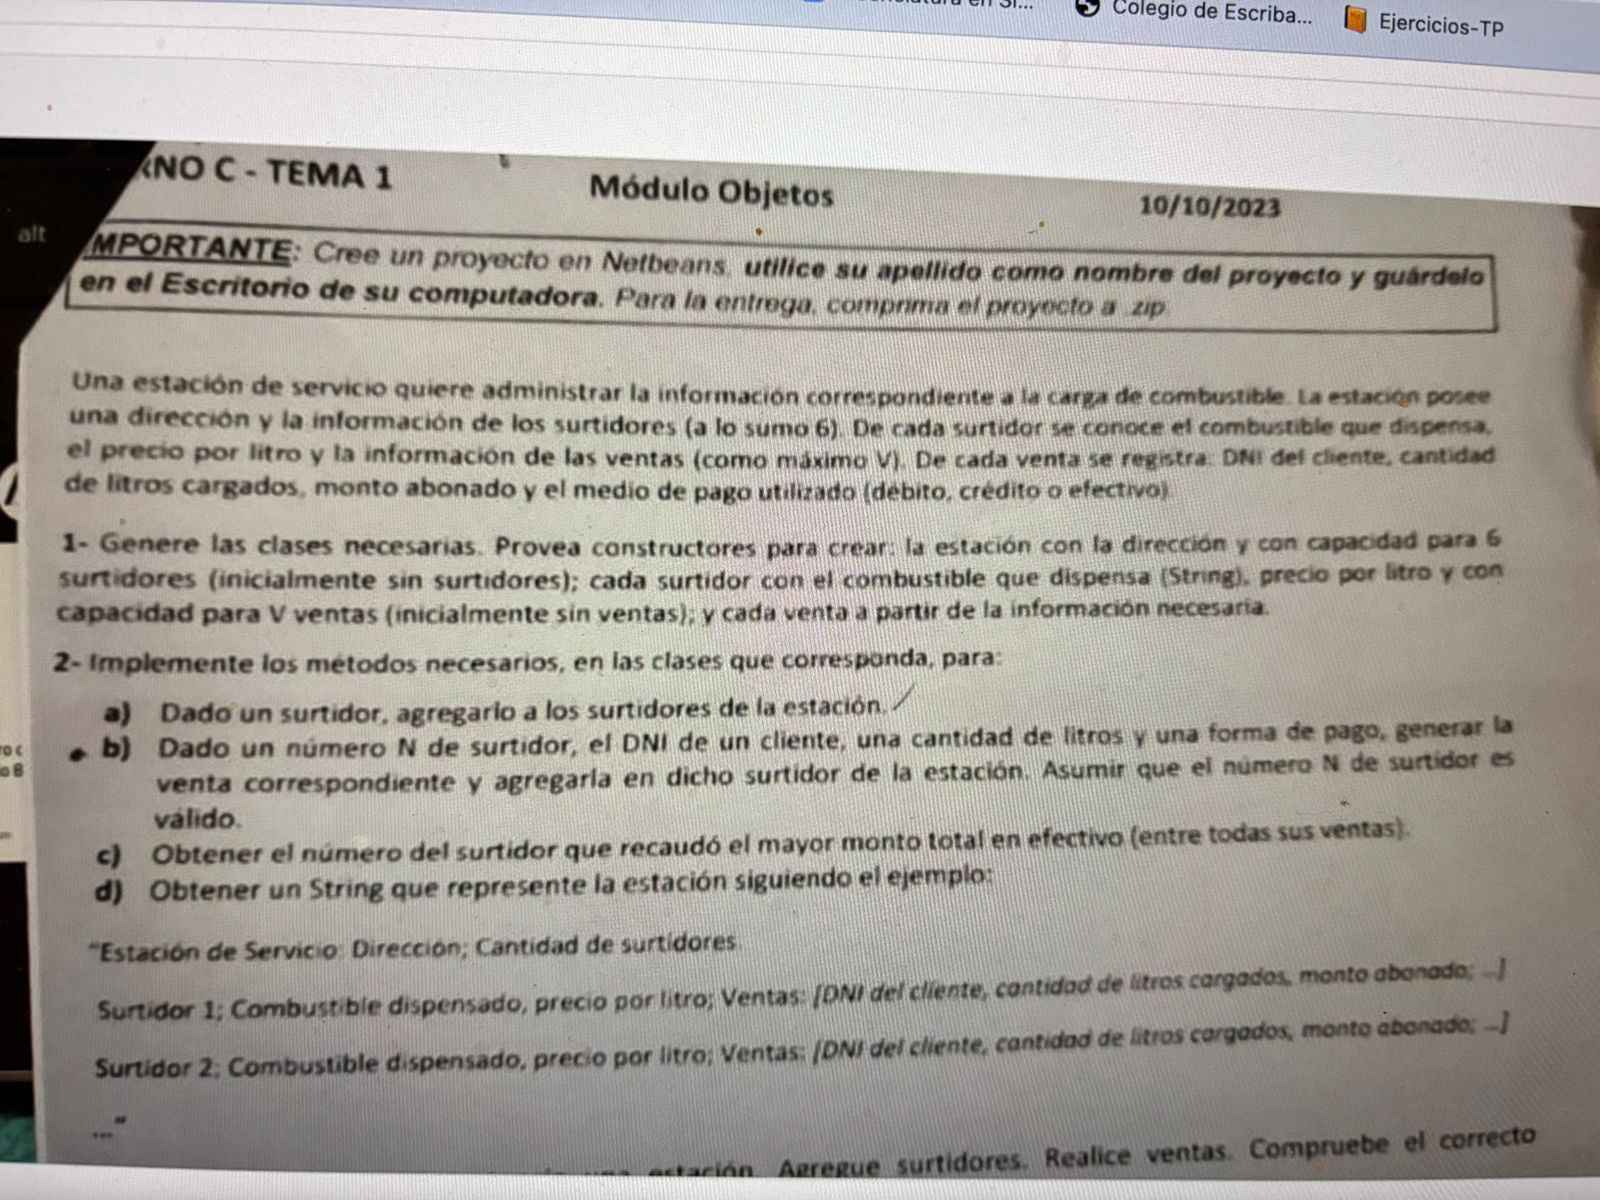 Colegio de Escriba...
Ejercicios-TP
RNO C - TEMA 1
Módulo Objetos
10/10/2023
alt
MPORTANTE: Cree un proyecto en Netbeans, utilice su apellido como nombre del proyecto y guárdelo
en el Escritorio de su computadora. Para la entrega, comprima el proyecto a .zip
Una estación de servicio quiere administrar la información correspondiente a la carga de combustible. La estación posee
una dirección y la información de los surtidores (a lo sumo 6). De cada surtidor se conoce el combustible que dispensa,
el precio por litro y la información de las ventas (como máximo V). De cada venta se registra: DNI del cliente, cantidad
de litros cargados, monto abonado y el medio de pago utilizado (débito, crédito o efectivo).
1- Genere las clases necesarias. Provea constructores para crear: la estación con la dirección y con capacidad para 6
surtidores (inicialmente sin surtidores); cada surtidor con el combustible que dispensa (String), precio por litro y con
capacidad para V ventas (inicialmente sin ventas); y cada venta a partir de la información necesaria.
2- Implemente los métodos necesarios, en las clases que corresponda, para:
a) Dado un surtidor, agregarlo a los surtidores de la estación.
b) Dado un número N de surtidor, el DNI de un cliente, una cantidad de litros y una forma de pago, generar la
venta correspondiente y agregarla en dicho surtidor de la estación. Asumir que el número N de surtidor es
válido.
c) Obtener el número del surtidor que recaudó el mayor monto total en efectivo (entre todas sus ventas).
d) Obtener un String que represente la estación siguiendo el ejemplo:
"Estación de Servicio: Dirección; Cantidad de surtidores
Surtidor 1; Combustible dispensado, precio por litro; Ventas: [DNI del cliente, cantidad de litros cargados, monto abonado; ...]
Surtidor 2; Combustible dispensado, precio por litro; Ventas: [DNI del cliente, cantidad de litros cargados, monto abonado; ...]
..."
estación. Agregue surtidores. Realice ventas. Compruebe el correcto